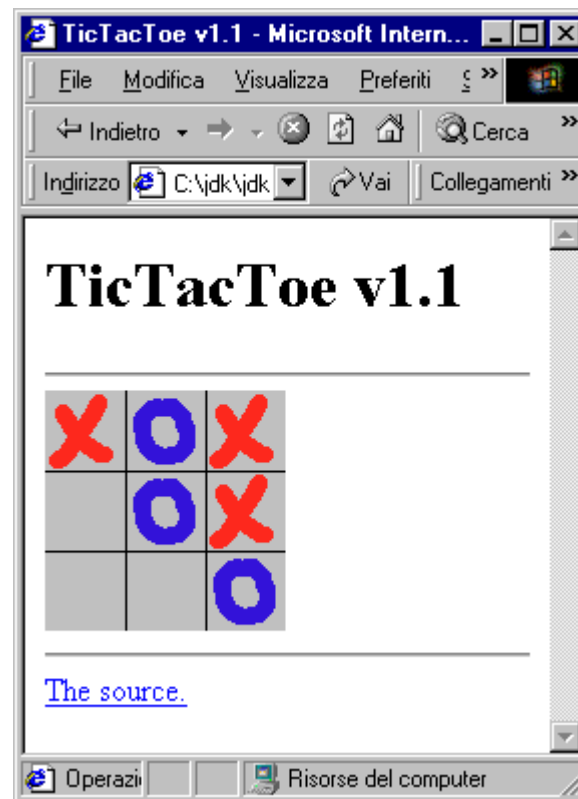 TicTacToe v1.1 - Microsoft Intern...
File Modifica Visualizza Preferiti »
Indietro Cerca »
Indirizzo C:\jdk\jdk Vai Collegamenti »
TicTacToe v1.1
X O X
O X
O
The source.
Operazi Risorse del computer